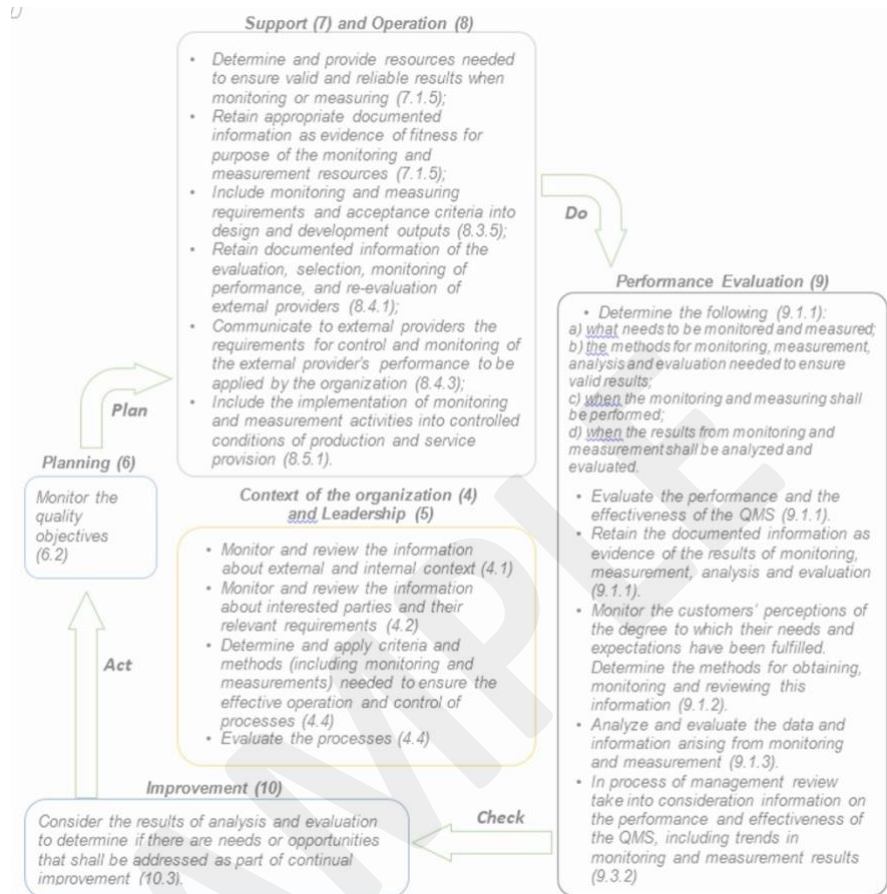 Support (7) and Operation (8)
• Determine and provide resources needed
to ensure valid and reliable results when
monitoring or measuring (7.1.5);
• Retain appropriate documented
information as evidence of fitness for
purpose of the monitoring and
measurement resources (7.1.5);
• Include monitoring and measuring
requirements and acceptance criteria into
design and development outputs (8.3.5);
• Retain documented information of the
evaluation, selection, monitoring of
performance, and re-evaluation of
external providers (8.4.1);
• Communicate to external providers the
requirements for control and monitoring of
the external provider's performance to be
applied by the organization (8.4.3);
• Include the implementation of monitoring
and measurement activities into controlled
conditions of production and service
provision (8.5.1).
Do
Performance Evaluation (9)
• Determine the following (9.1.1):
a) what needs to be monitored and measured;
b) the methods for monitoring, measurement,
analysis and evaluation needed to ensure
valid results;
c) when the monitoring and measuring shall
be performed;
d) when the results from monitoring and
measurement shall be analyzed and
evaluated.
• Evaluate the performance and the
effectiveness of the QMS (9.1.1).
• Retain the documented information as
evidence of the results of monitoring,
measurement, analysis and evaluation
(9.1.1).
• Monitor the customers' perceptions of
the degree to which their needs and
expectations have been fulfilled.
Determine the methods for obtaining,
monitoring and reviewing this
information (9.1.2).
• Analyze and evaluate the data and
information arising from monitoring
and measurement (9.1.3).
• In process of management review
take into consideration information on
the performance and effectiveness of
the QMS, including trends in
monitoring and measurement results
(9.3.2)
Plan
Planning (6)
Monitor the
quality
objectives
(6.2)
Context of the organization (4)
and Leadership (5)
• Monitor and review the information
about external and internal context (4.1)
• Monitor and review the information
about interested parties and their
relevant requirements (4.2)
• Determine and apply criteria and
methods (including monitoring and
measurements) needed to ensure the
effective operation and control of
processes (4.4)
• Evaluate the processes (4.4)
Act
Improvement (10)
Consider the results of analysis and evaluation
to determine if there are needs or opportunities
that shall be addressed as part of continual
improvement (10.3).
Check